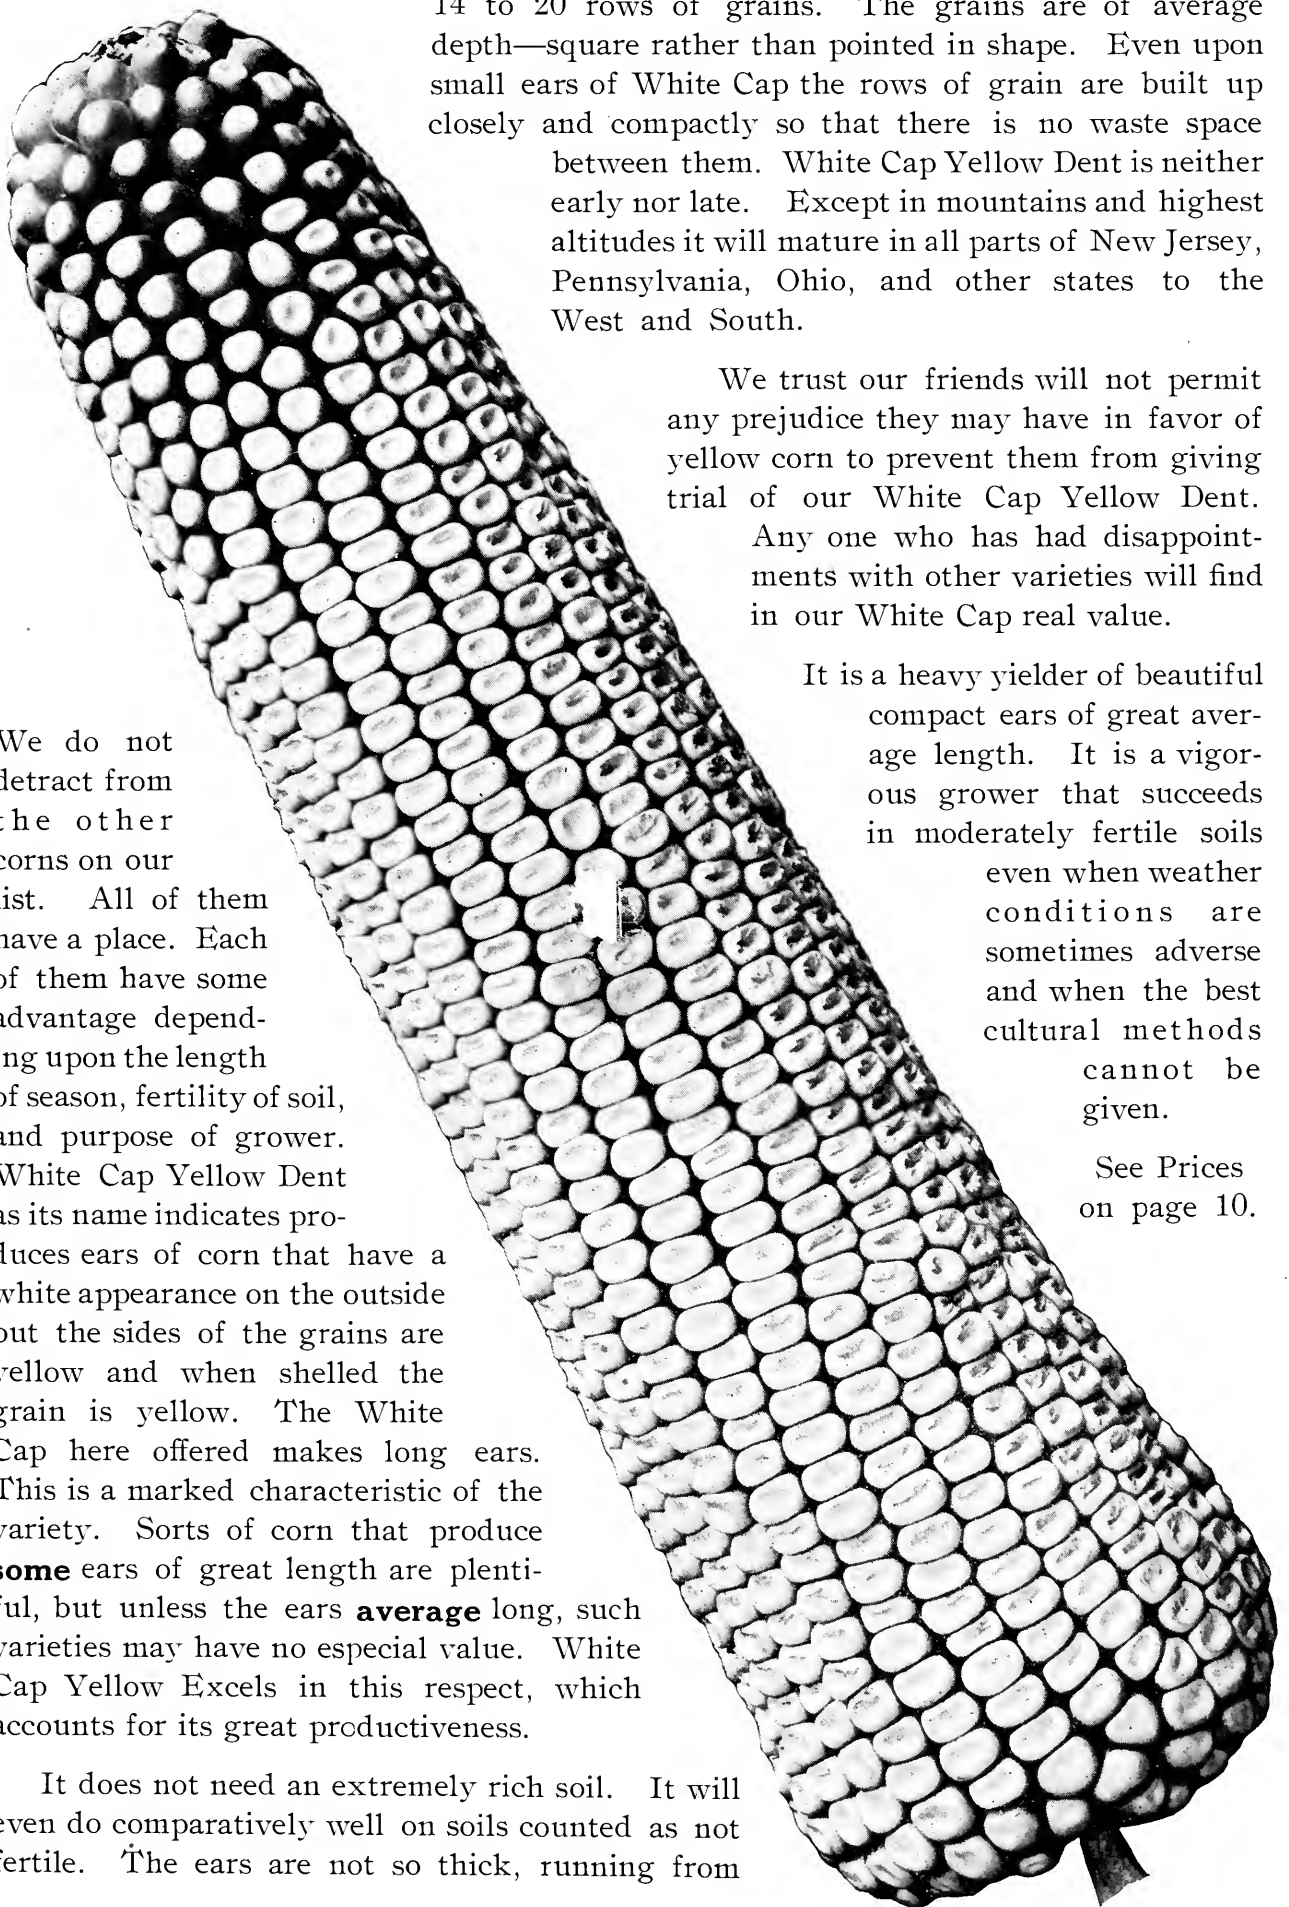 We do not
detract from
the other
corns on our
list. All of them
have a place. Each
of them have some
advantage depend-
ing upon the length
of season, fertility of soil,
and purpose of grower.
White Cap Yellow Dent
as its name indicates pro-
duces ears of corn that have a
white appearance on the outside
but the sides of the grains are
yellow and when shelled the
grain is yellow. The White
Cap here offered makes long ears.
This is a marked characteristic of the
variety. Sorts of corn that produce
some ears of great length are plenti-
ful, but unless the ears average long, such
varieties may have no especial value. White
Cap Yellow Excels in this respect, which
accounts for its great productiveness.
It does not need an extremely rich soil. It will
even do comparatively well on soils counted as not
fertile. The ears are not so thick, running from
14 to 20 rows of grains. The grains are of average
depth—square rather than pointed in shape. Even upon
small ears of White Cap the rows of grain are built up
closely and compactly so that there is no waste space
between them. White Cap Yellow Dent is neither
early nor late. Except in mountains and highest
altitudes it will mature in all parts of New Jersey,
Pennsylvania, Ohio, and other states to the
West and South.
We trust our friends will not permit
any prejudice they may have in favor of
yellow corn to prevent them from giving
trial of our White Cap Yellow Dent.
Any one who has had disappoint-
ments with other varieties will find
in our White Cap real value.
It is a heavy yielder of beautiful
compact ears of great aver-
age length. It is a vigor-
ous grower that succeeds
in moderately fertile soils
even when weather
conditions are
sometimes adverse
and when the best
cultural methods
cannot be
given.
See Prices
on page 10.